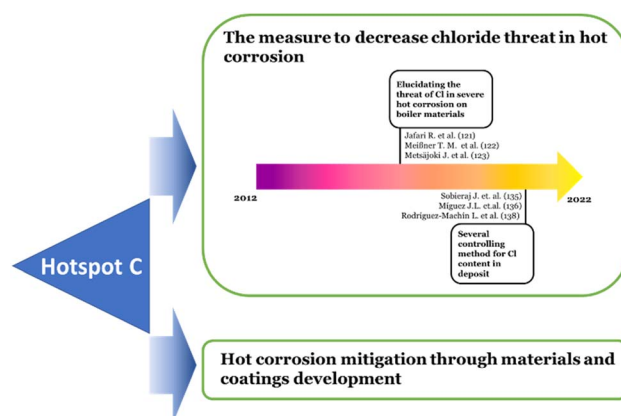 The measure to decrease chloride threat in hot
corrosion
Elucidating the
threat of Cl in severe
hot corrosion on
boiler materials
Jafari R. et al. (121)
Meißner T. M. et al. (122)
Metsäjoki J. et al. (123)
2012
2022
Sobieraj J. et. al. (135)
Míguez J.L. et.al. (136)
Rodríguez-Machín L. et al. (138)
Several
controlling
method for Cl
content in
deposit
Hotspot C
Hot corrosion mitigation through materials and
coatings development